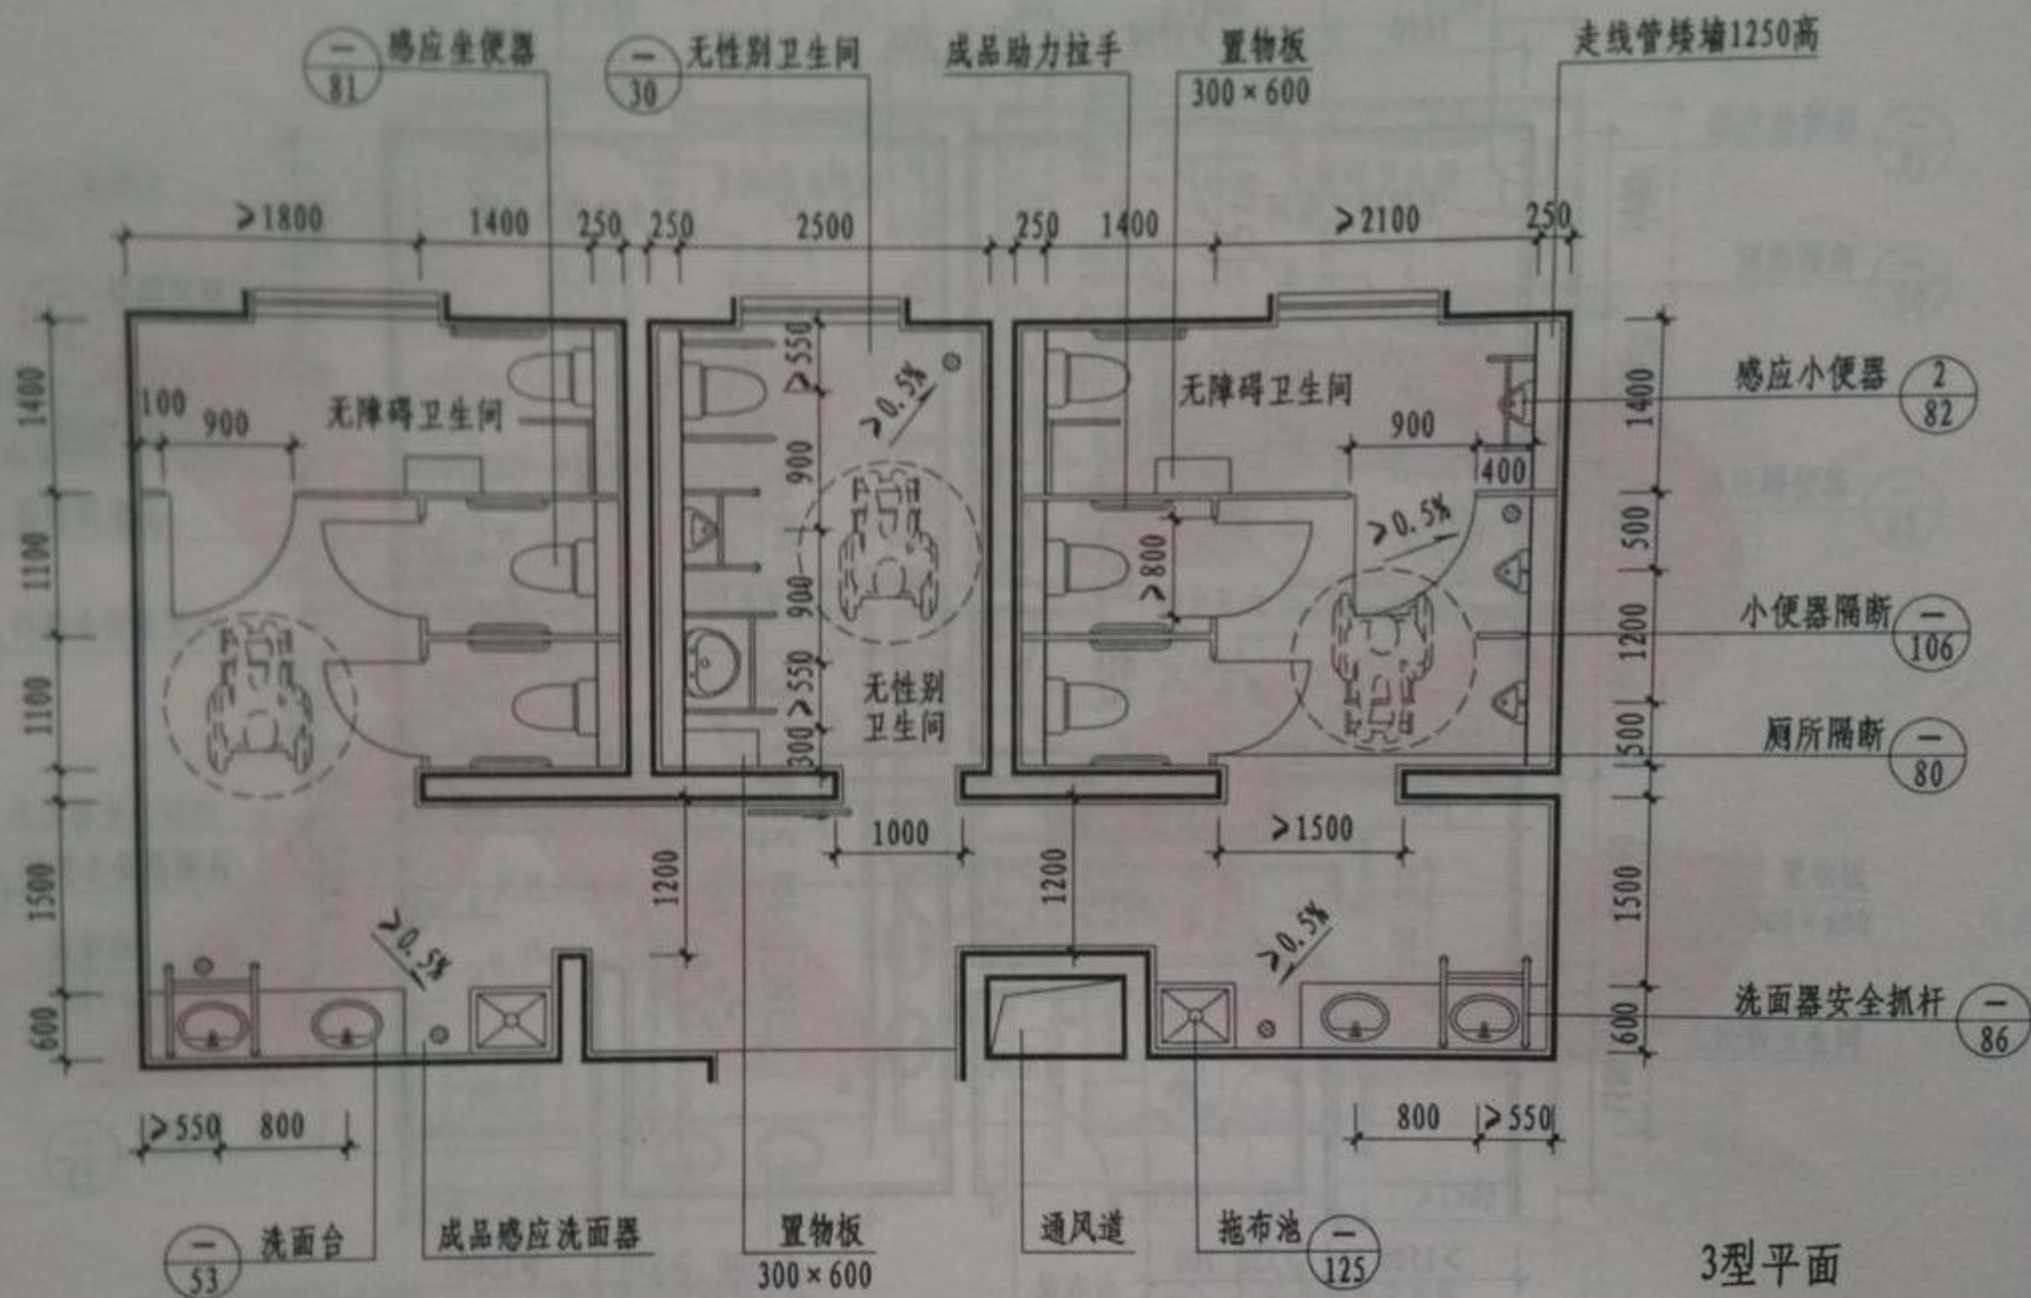 感应坐便器
一
81
无性别卫生间
一
30
成品助力拉手
置物板
300×600
走线管矮墙1250高
≥1800
1400
250
250
2500
250
1400
≥2100
250
1400
1100
1100
1500
600
100
900
无障碍卫生间
≥550
900
900
≥550
300
≥0.5%
无性别
卫生间
无障碍卫生间
900
400
≥0.5%
≥800
1400
500
1200
500
1500
600
感应小便器
2
82
小便器隔断
一
106
厕所隔断
一
80
1200
1000
1200
≥1500
≥0.5%
≥0.5%
洗面器安全抓杆
一
86
≥550
800
800
≥550
一
53
洗面台
成品感应洗面器
置物板
300×600
通风道
拖布池
一
125
3型平面